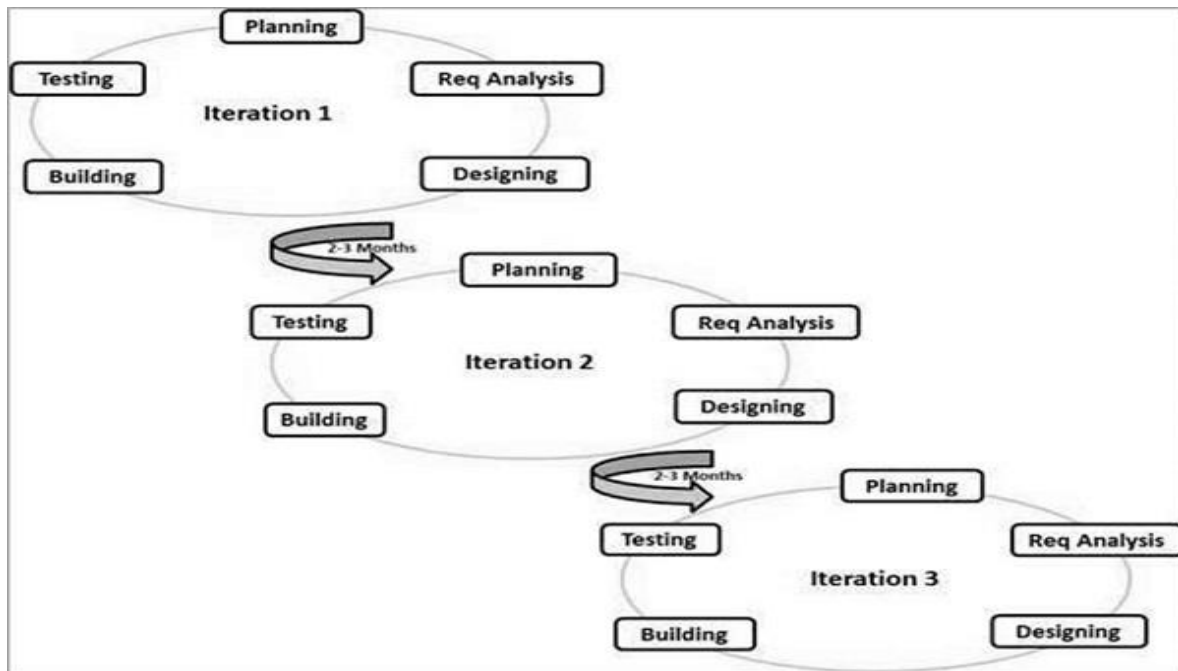 Planning
Testing
Req Analysis
Iteration 1
Building
Designing
2-3 Months
Planning
Testing
Req Analysis
Iteration 2
Building
Designing
2-3 Months
Planning
Testing
Req Analysis
Iteration 3
Building
Designing